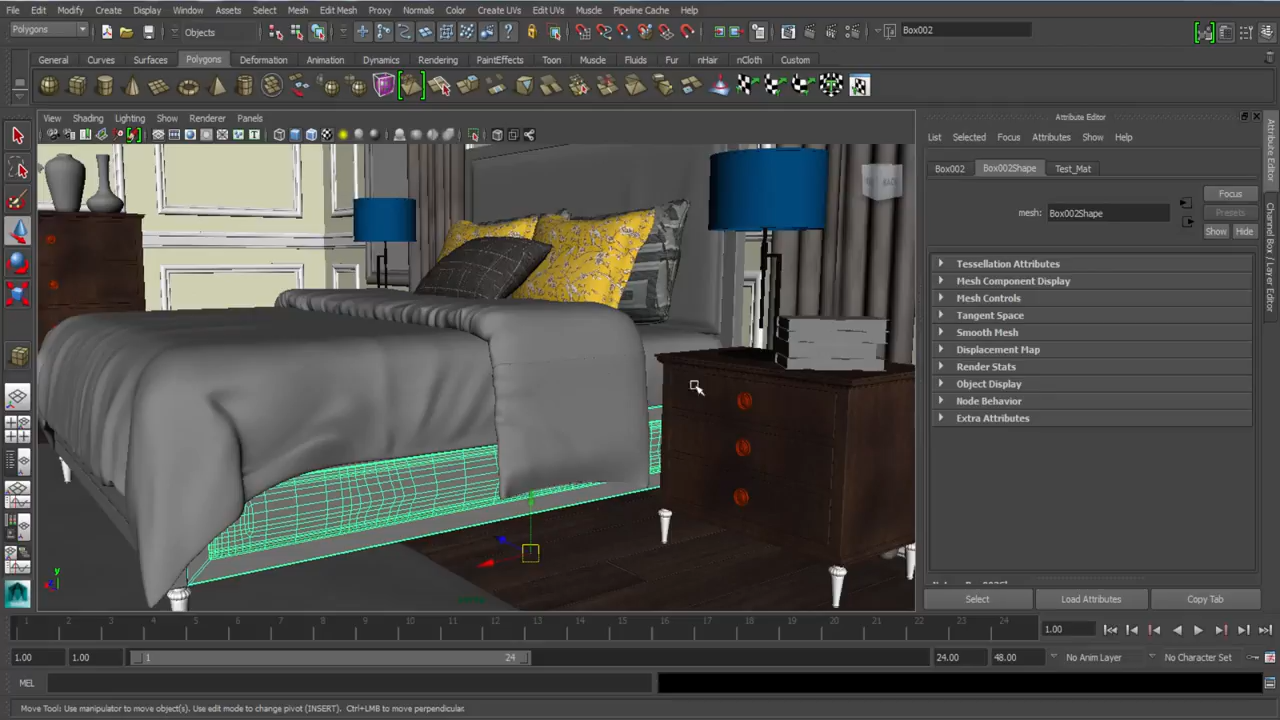 File Edit Modify Create Display Window Assets Select Mesh Edit Mesh Proxy Normals Color Create UVs Edit UVs Muscle Pipeline Cache Help
Polygons Objects Box002
General Curves Surfaces Polygons Deformation Animation Dynamics Rendering PaintEffects Toon Muscle Fluids Fur nHair nCloth Custom
View Shading Lighting Show Renderer Panels
Attribute Editor
List Selected Focus Attributes Show Help
Box002 Box002Shape Test_Mat
Focus
mesh: Box002Shape
Presets
Show Hide
Tessellation Attributes
Mesh Component Display
Mesh Controls
Tangent Space
Smooth Mesh
Displacement Map
Render Stats
Object Display
Node Behavior
Extra Attributes
Attribute Editor
Channel Box / Layer Editor
BACK
y
Select Load Attributes Copy Tab
1 2 3 4 5 6 7 8 9 10 11 12 13 14 15 16 17 18 19 20 21 22 23 24 1.00
1.00 1.00 1 24 24.00 48.00 No Anim Layer No Character Set
MEL
Move Tool: Use manipulator to move object(s). Use edit mode to change pivot (INSERT). Ctrl+LMB to move perpendicular.